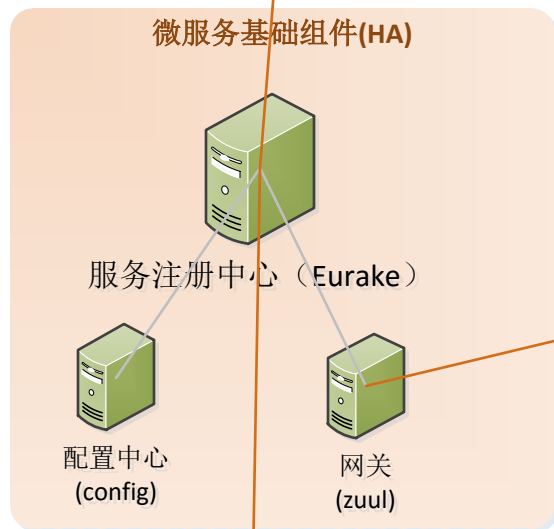 微服务基础组件(HA)
服务注册中心（Eurake）
配置中心
(config)
网关
(zuul)